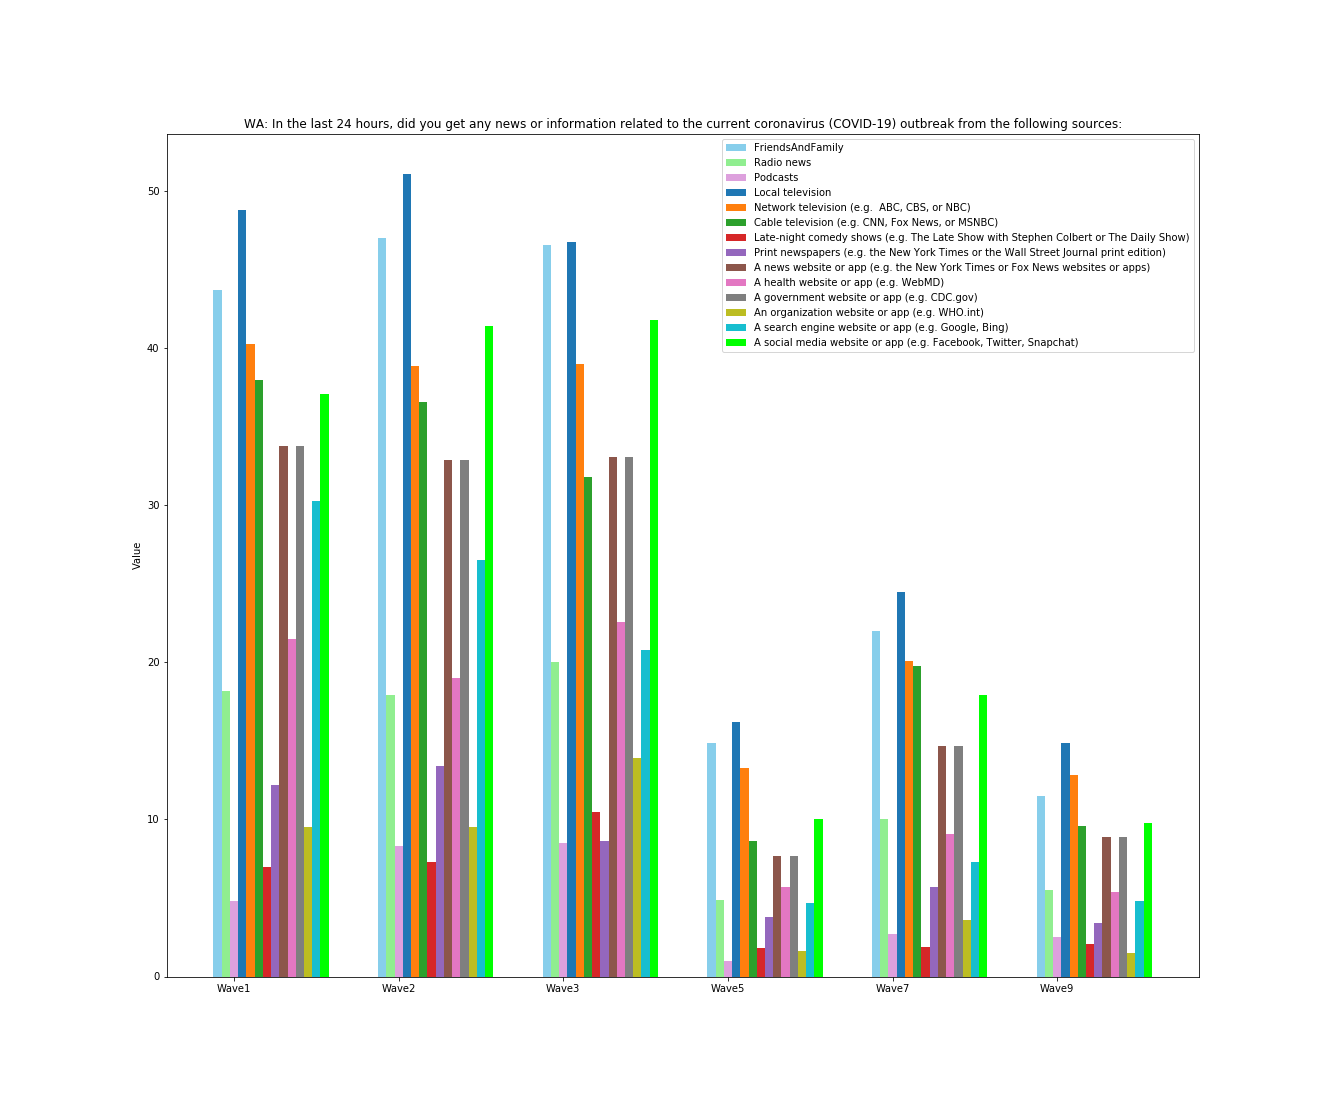 WA: In the last 24 hours, did you get any news or information related to the current coronavirus (COVID-19) outbreak from the following sources:
FriendsAndFamily
Radio news
Podcasts
Local television
Network television (e.g.  ABC, CBS, or NBC)
Cable television (e.g. CNN, Fox News, or MSNBC)
Late-night comedy shows (e.g. The Late Show with Stephen Colbert or The Daily Show)
Print newspapers (e.g. the New York Times or the Wall Street Journal print edition)
A news website or app (e.g. the New York Times or Fox News websites or apps)
A health website or app (e.g. WebMD)
A government website or app (e.g. CDC.gov)
An organization website or app (e.g. WHO.int)
A search engine website or app (e.g. Google, Bing)
A social media website or app (e.g. Facebook, Twitter, Snapchat)
50
40
30
20
10
0
Value
Wave1 Wave2 Wave3 Wave5 Wave7 Wave9